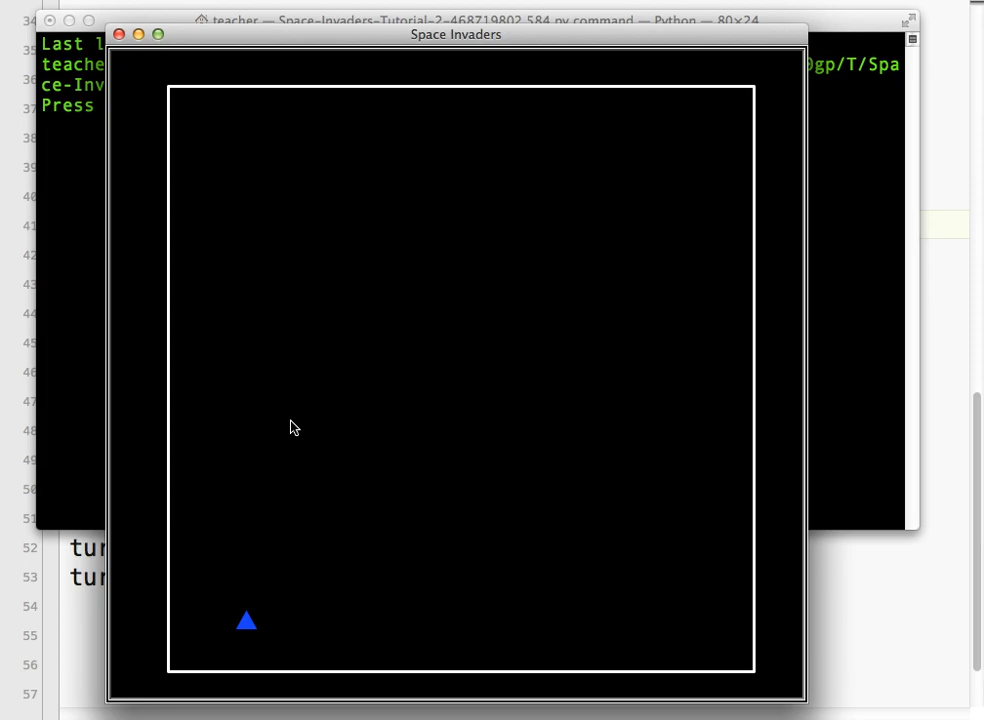 teacher — Space-Invaders-Tutorial-2-468719802.584.py.command — Python — 80×24
Space Invaders
Last l
teache 0gp/T/Spa
ce-Inv
Press
34
35
36
37
38
39
40
41
42
43
44
45
46
47
48
49
50
51
52 tur
53 tur
54
55
56
57